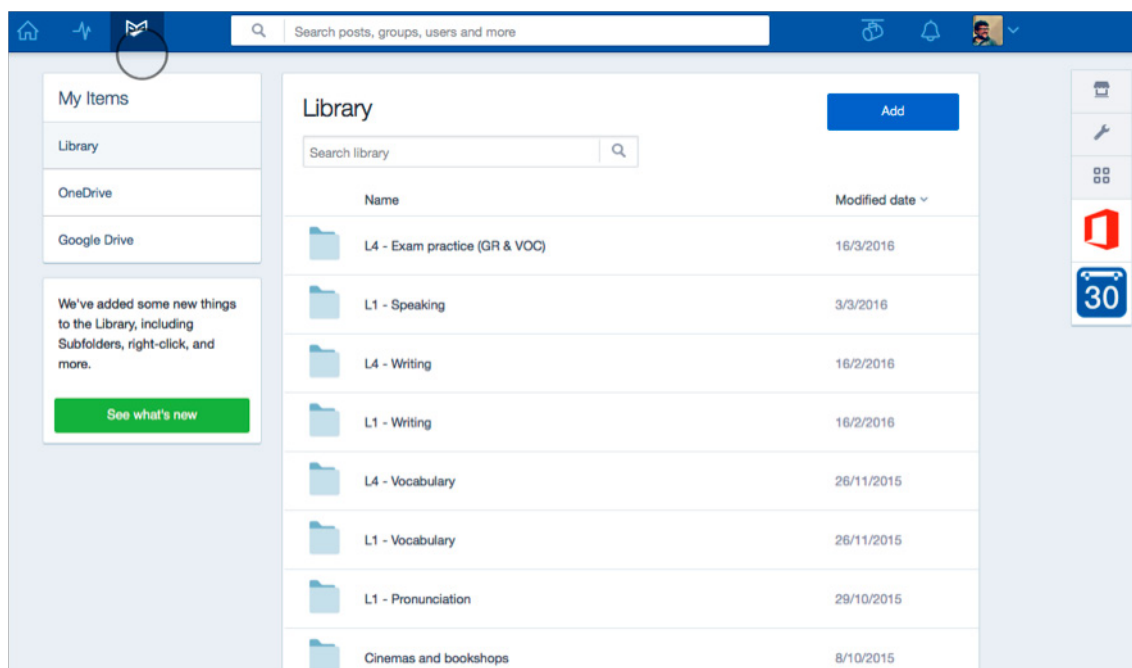 Search posts, groups, users and more
My Items
Library
OneDrive
Google Drive
We've added some new things
to the Library, including
Subfolders, right-click, and
more.
See what's new
Library
Add
Search library
Name Modified date
L4 - Exam practice (GR & VOC) 16/3/2016
L1 - Speaking 3/3/2016
L4 - Writing 16/2/2016
L1 - Writing 16/2/2016
L4 - Vocabulary 26/11/2015
L1 - Vocabulary 26/11/2015
L1 - Pronunciation 29/10/2015
Cinemas and bookshops 8/10/2015
30